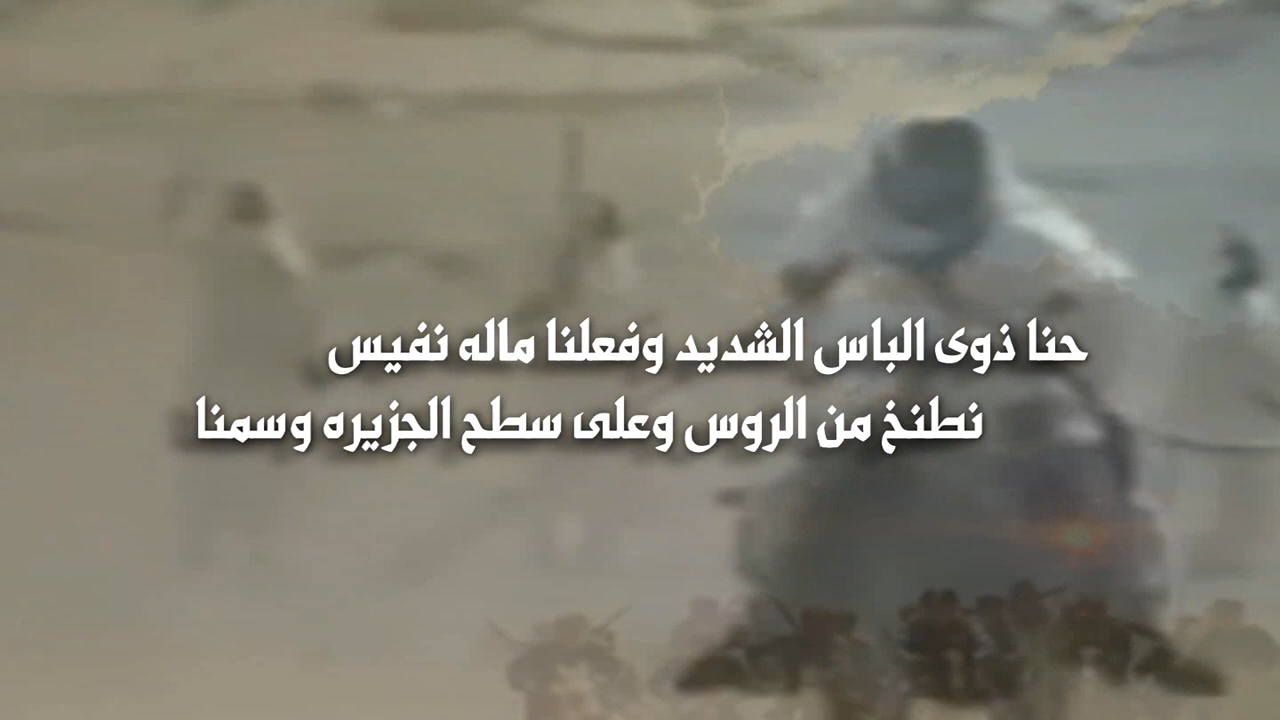 حنا ذوى الباس الشديد وفعلنا ماله نفيس
نطنخ من الروس وعلى سطح الجزيره وسمنا